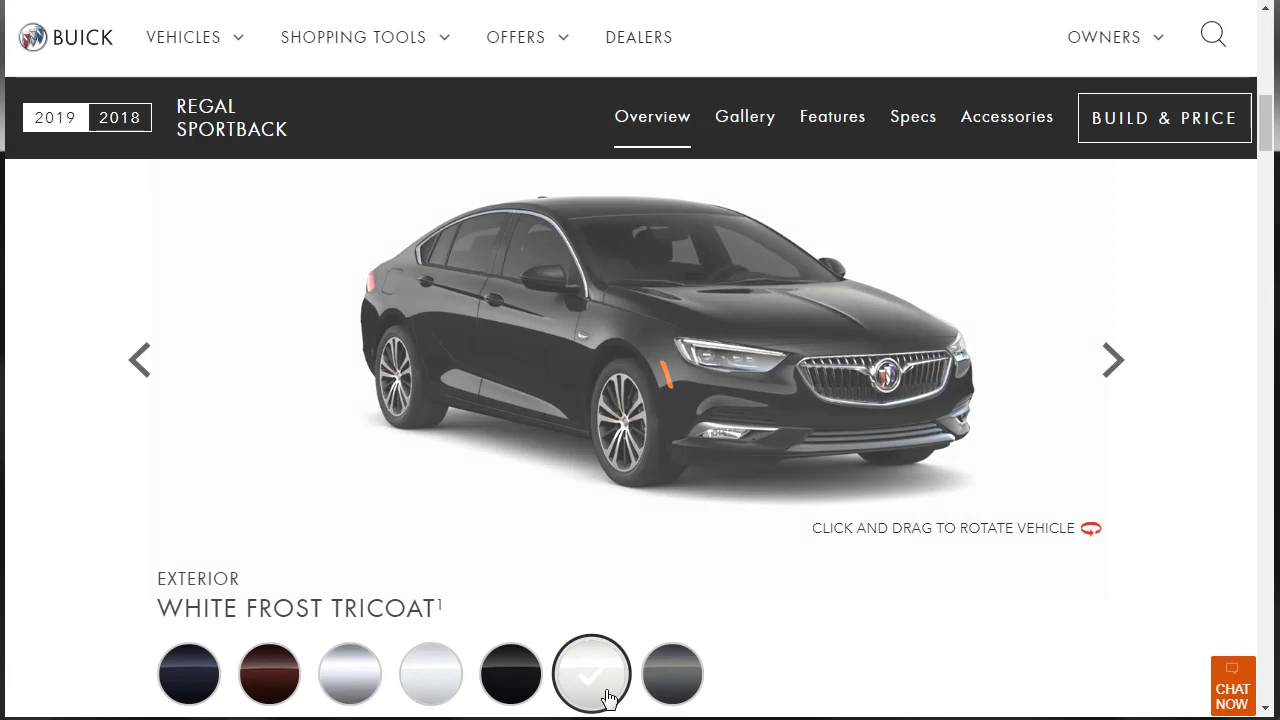 BUICK VEHICLES SHOPPING TOOLS OFFERS DEALERS OWNERS
2019 2018 REGAL SPORTBACK Overview Gallery Features Specs Accessories BUILD & PRICE
CLICK AND DRAG TO ROTATE VEHICLE
EXTERIOR
WHITE FROST TRICOAT¹
CHAT
NOW